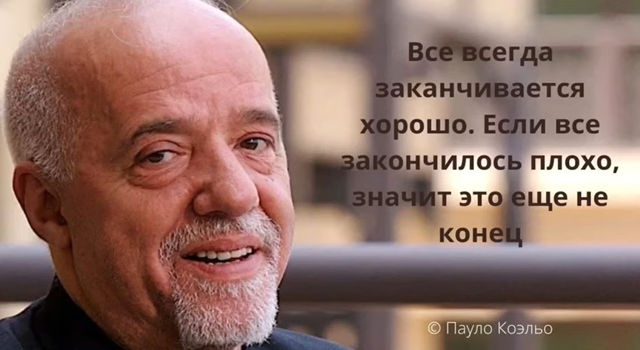 Все всегда
заканчивается
хорошо. Если все
закончилось плохо,
значит это еще не
конец
© Пауло Коэльо